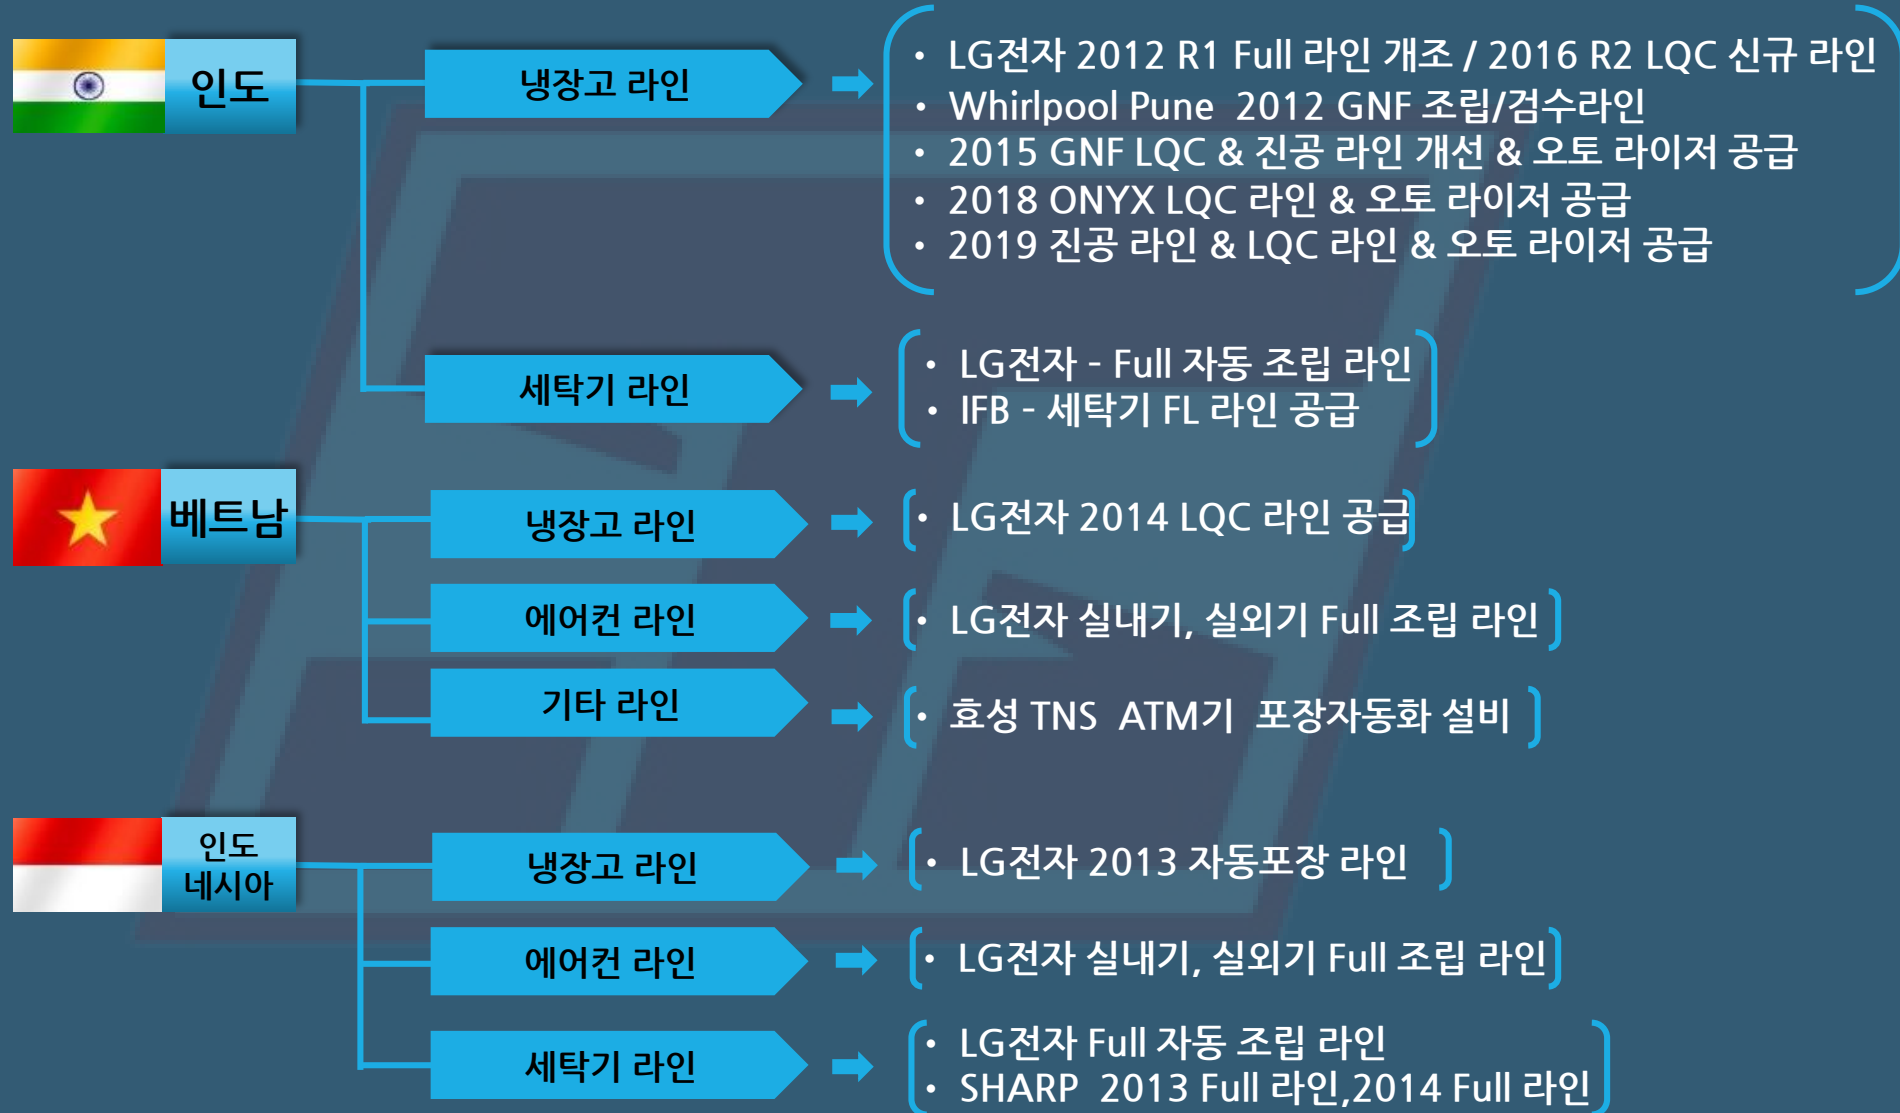 인도
냉장고 라인
• LG전자 2012 R1 Full 라인 개조 / 2016 R2 LQC 신규 라인
• Whirlpool Pune 2012 GNF 조립/검수라인
• 2015 GNF LQC & 진공 라인 개선 & 오토 라이저 공급
• 2018 ONYX LQC 라인 & 오토 라이저 공급
• 2019 진공 라인 & LQC 라인 & 오토 라이저 공급
세탁기 라인
• LG전자 - Full 자동 조립 라인
• IFB - 세탁기 FL 라인 공급
베트남
냉장고 라인
• LG전자 2014 LQC 라인 공급
에어컨 라인
• LG전자 실내기, 실외기 Full 조립 라인
기타 라인
• 효성 TNS ATM기 포장자동화 설비
인도
네시아
냉장고 라인
• LG전자 2013 자동포장 라인
에어컨 라인
• LG전자 실내기, 실외기 Full 조립 라인
세탁기 라인
• LG전자 Full 자동 조립 라인
• SHARP 2013 Full 라인,2014 Full 라인